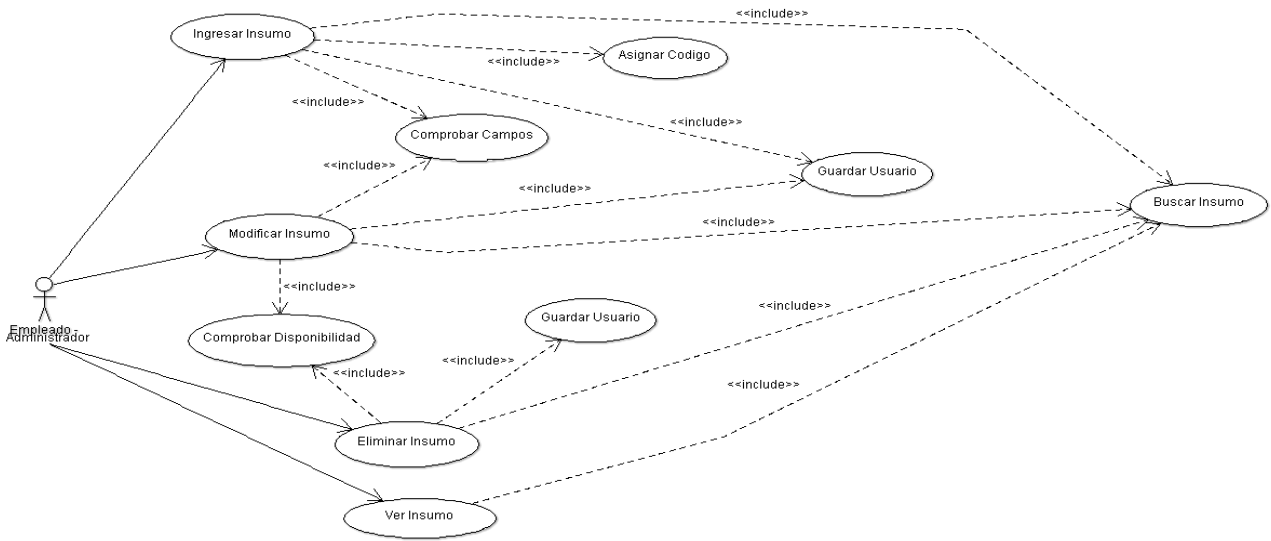 <<include>>
Ingresar Insumo
Asignar Codigo
<<include>>
<<include>>
<<include>>
Comprobar Campos
<<include>>
Guardar Usuario
<<include>>
Buscar Insumo
<<include>>
Modificar Insumo
<<include>>
<<include>>
Guardar Usuario
Empleado -
Administrador
Comprobar Disponibilidad
<<include>>
<<include>>
<<include>>
Eliminar Insumo
Ver Insumo